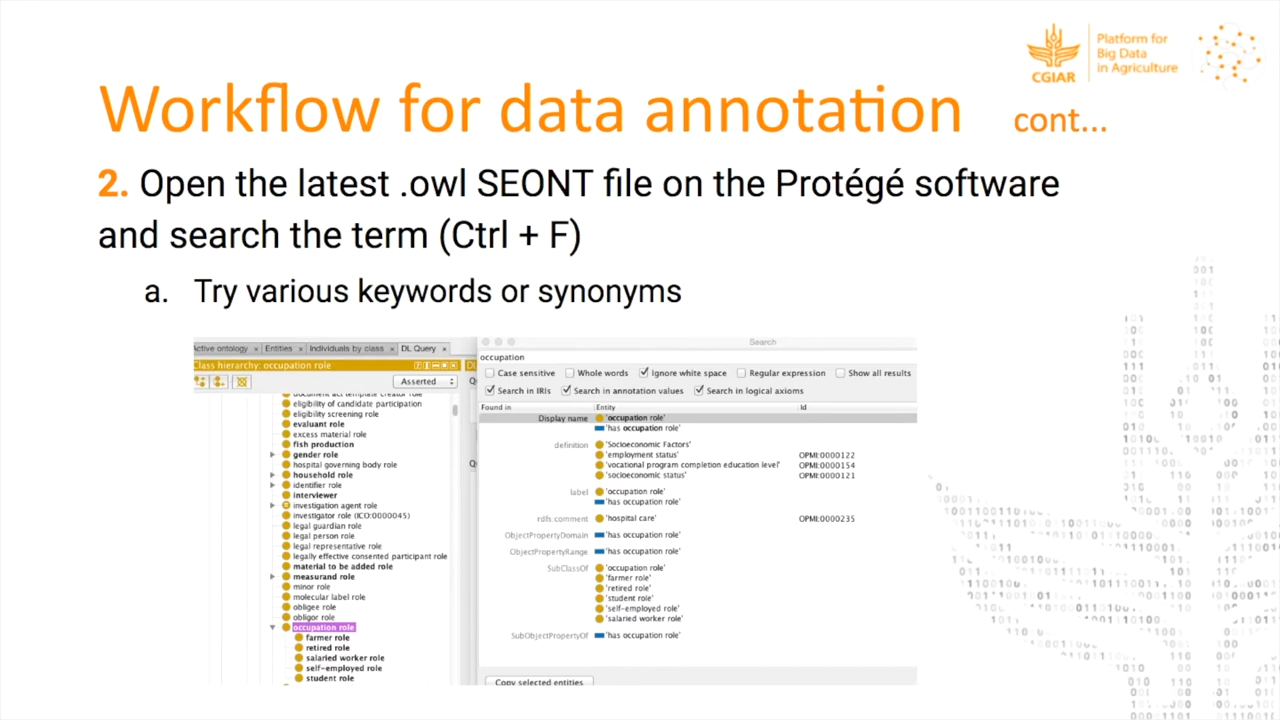 CGIAR
Platform for
Big Data
in Agriculture
Workflow for data annotation cont...
2. Open the latest .owl SEONT file on the Protégé software
and search the term (Ctrl + F)
a. Try various keywords or synonyms
Active ontology × Entities × Individuals by class × DL Query ×
Class hierarchy: occupation role
Asserted
document act template creator role
eligibility of candidate participation
eligibility screening role
evaluant role
excess material role
fish production
gender role
hospital governing body role
household role
identifier role
interviewer
investigation agent role
investigator role (ICO:0000045)
legal guardian role
legal person role
legal representative role
legally effective consented participant role
material to be added role
measurand role
minor role
molecular label role
obligee role
obligor role
occupation role
farmer role
retired role
salaried worker role
self-employed role
student role
Search
occupation
Case sensitive Whole words Ignore white space Regular expression Show all results
Search in IRIs Search in annotation values Search in logical axioms
Found in Entity Id
Display name 'occupation role'
'has occupation role'
definition 'Socioeconomic Factors'
'employment status' OPMI:0000122
'vocational program completion education level' OPMI:0000154
'socioeconomic status' OPMI:0000121
label 'occupation role'
'has occupation role'
rdfs:comment 'hospital care' OPMI:0000235
ObjectPropertyDomain 'has occupation role'
ObjectPropertyRange 'has occupation role'
SubClassOf 'occupation role'
'farmer role'
'retired role'
'student role'
'self-employed role'
'salaried worker role'
SubObjectPropertyOf 'has occupation role'
Copy selected entities